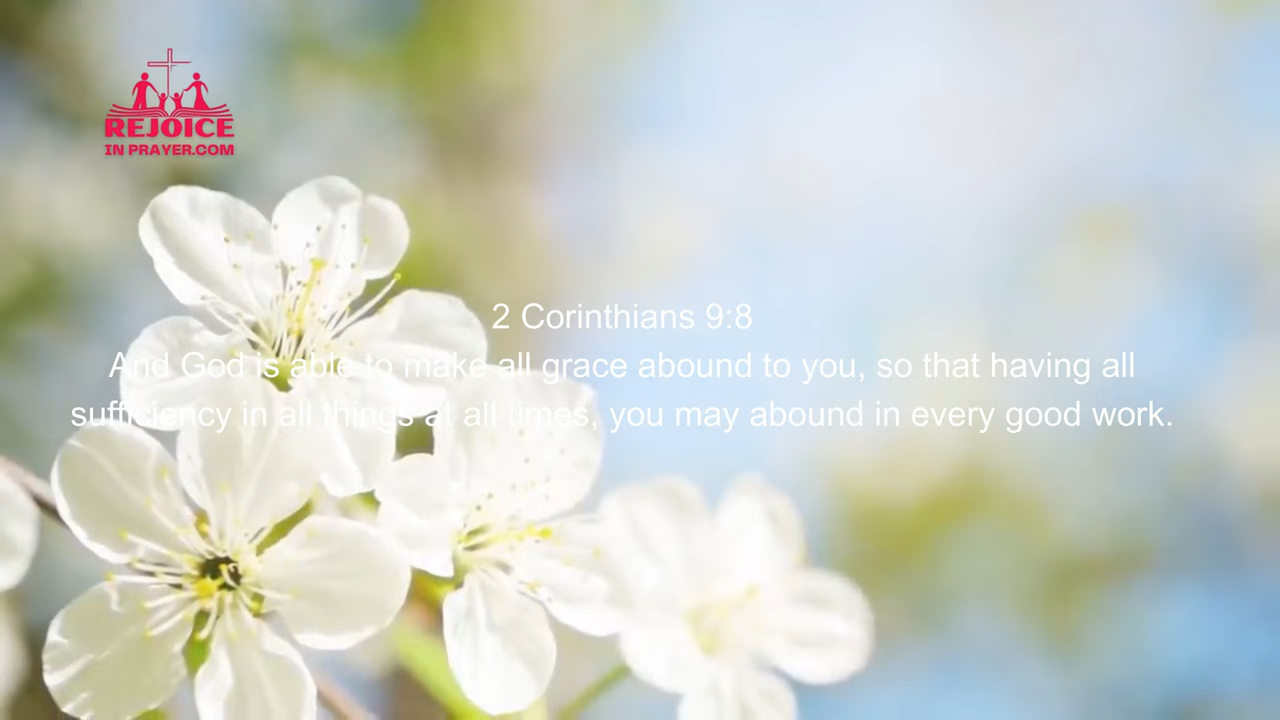 REJOICE
IN PRAYER.COM
2 Corinthians 9:8
And God is able to make all grace abound to you, so that having all
sufficiency in all things at all times, you may abound in every good work.